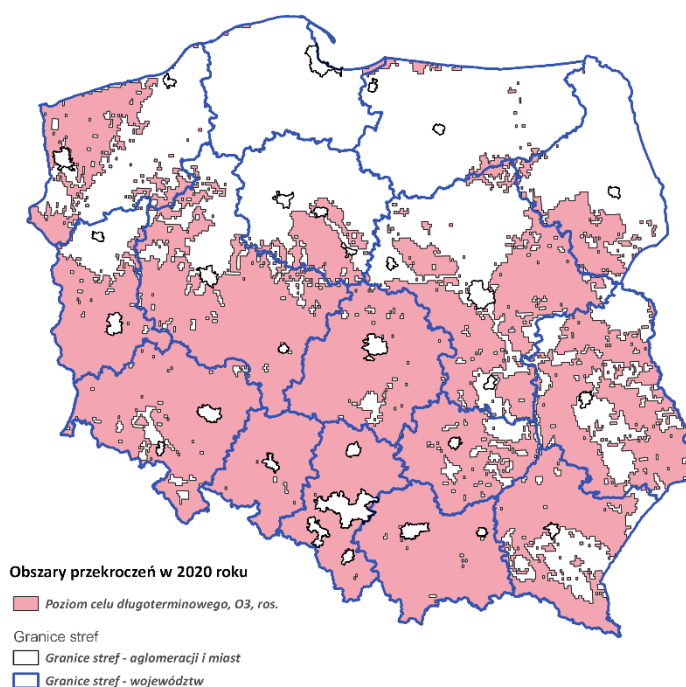 Obszary przekroczeń w 2020 roku
Poziom celu długoterminowego, O3, ros.
Granice stref
Granice stref - aglomeracji i miast
Granice stref - województw